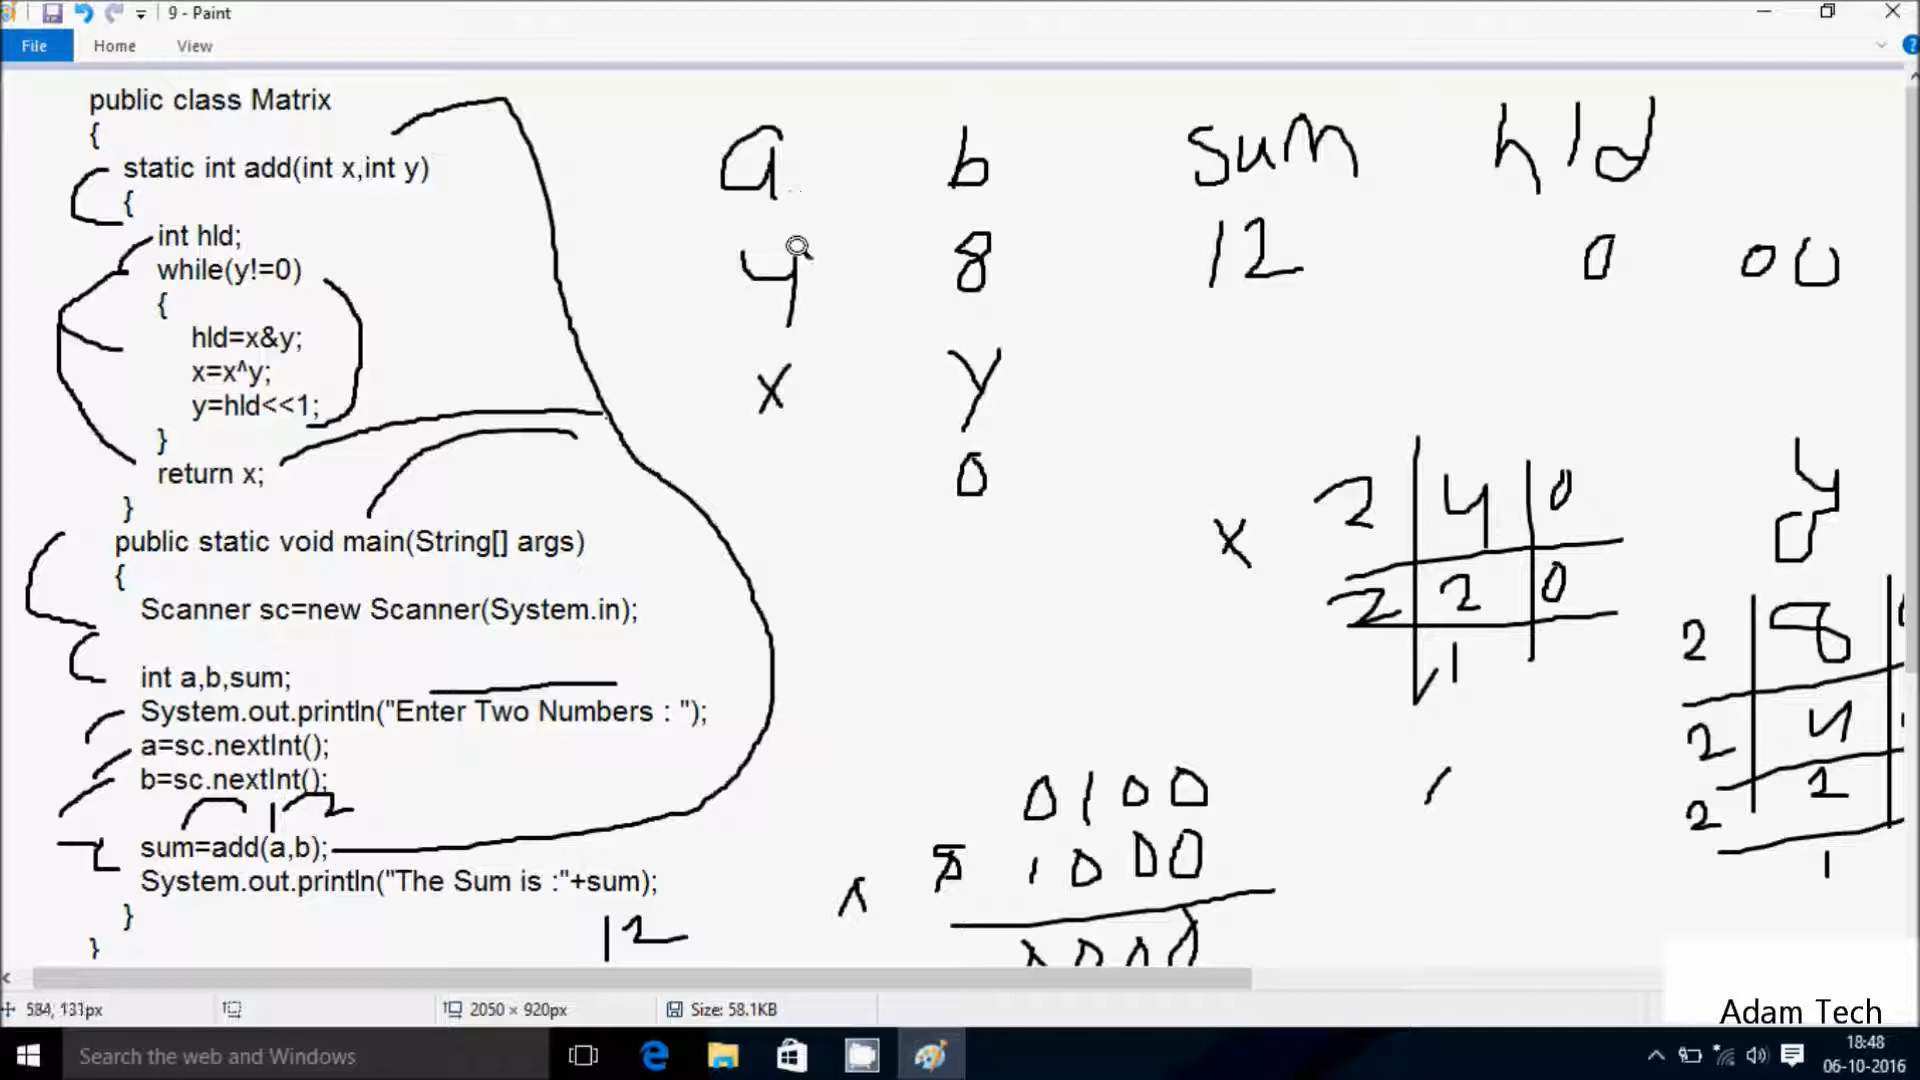 9 - Paint
File Home View
public class Matrix
{
static int add(int x,int y)
{
int hld;
while(y!=0)
{
hld=x&y;
x=x^y;
y=hld<<1;
}
return x;
}
public static void main(String[] args)
{
Scanner sc=new Scanner(System.in);
int a,b,sum;
System.out.println("Enter Two Numbers : ");
a=sc.nextInt();
b=sc.nextInt();
12
sum=add(a,b);
System.out.println("The Sum is :"+sum);
}
12
}
a b sum hld
4 8 12 0 00
x y
0
x 2 4 0
2 2 0
1
y
2 8
2 4
2 2
1
0100
1000
584, 131px
2050 × 920px
Size: 58.1KB
Adam Tech
Search the web and Windows
18:48
06-10-2016